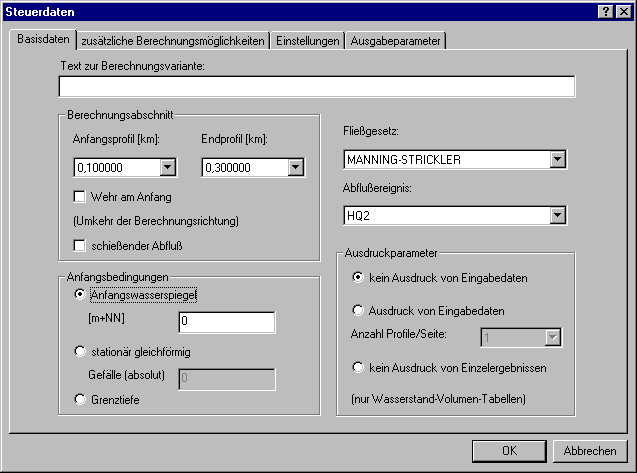 Steuerdaten
Basisdaten zusätzliche Berechnungsmöglichkeiten Einstellungen Ausgabeparameter
Text zur Berechnungsvariante:
Berechnungsabschnitt
Anfangsprofil [km]: Endprofil [km]:
0,100000 0,300000
Wehr am Anfang
(Umkehr der Berechnungsrichtung)
schießender Abfluß
Fließgesetz:
MANNING-STRICKLER
Abflußereignis:
HQ2
Anfangsbedingungen
Anfangswasserspiegel
[m+NN] 0
stationär gleichförmig
Gefälle (absolut) 0
Grenztiefe
Ausdruckparameter
kein Ausdruck von Eingabedaten
Ausdruck von Eingabedaten
Anzahl Profile/Seite: 1
kein Ausdruck von Einzelergebnissen
(nur Wasserstand-Volumen-Tabellen)
OK Abbrechen